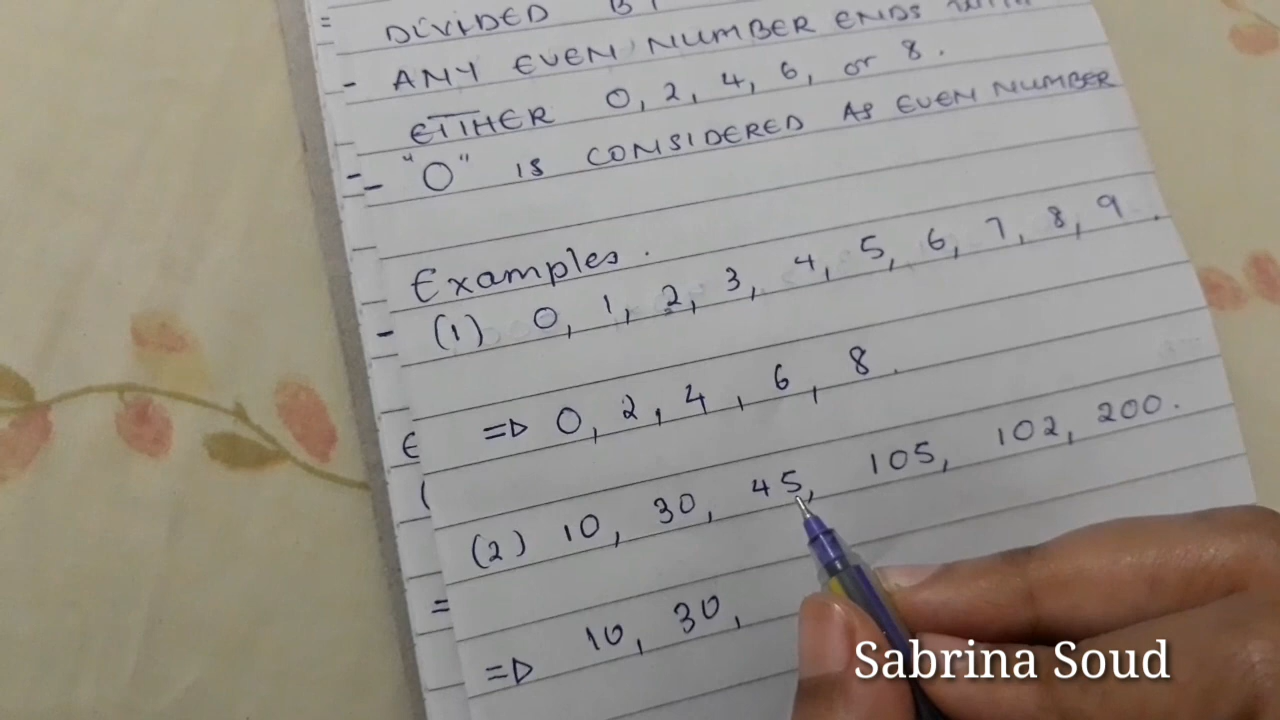 = DIVIDED
- ANY EVEN NUMBER ENDS
EITHER 0, 2, 4, 6, or 8.
- "0" IS CONSIDERED AS EVEN NUMBER
Examples.
- (1) 0, 1, 2, 3, 4, 5, 6, 7, 8, 9.
=> 0, 2, 4, 6, 8.
(2) 10, 30, 45, 105, 102, 200.
=> 10, 30,
Sabrina Soud